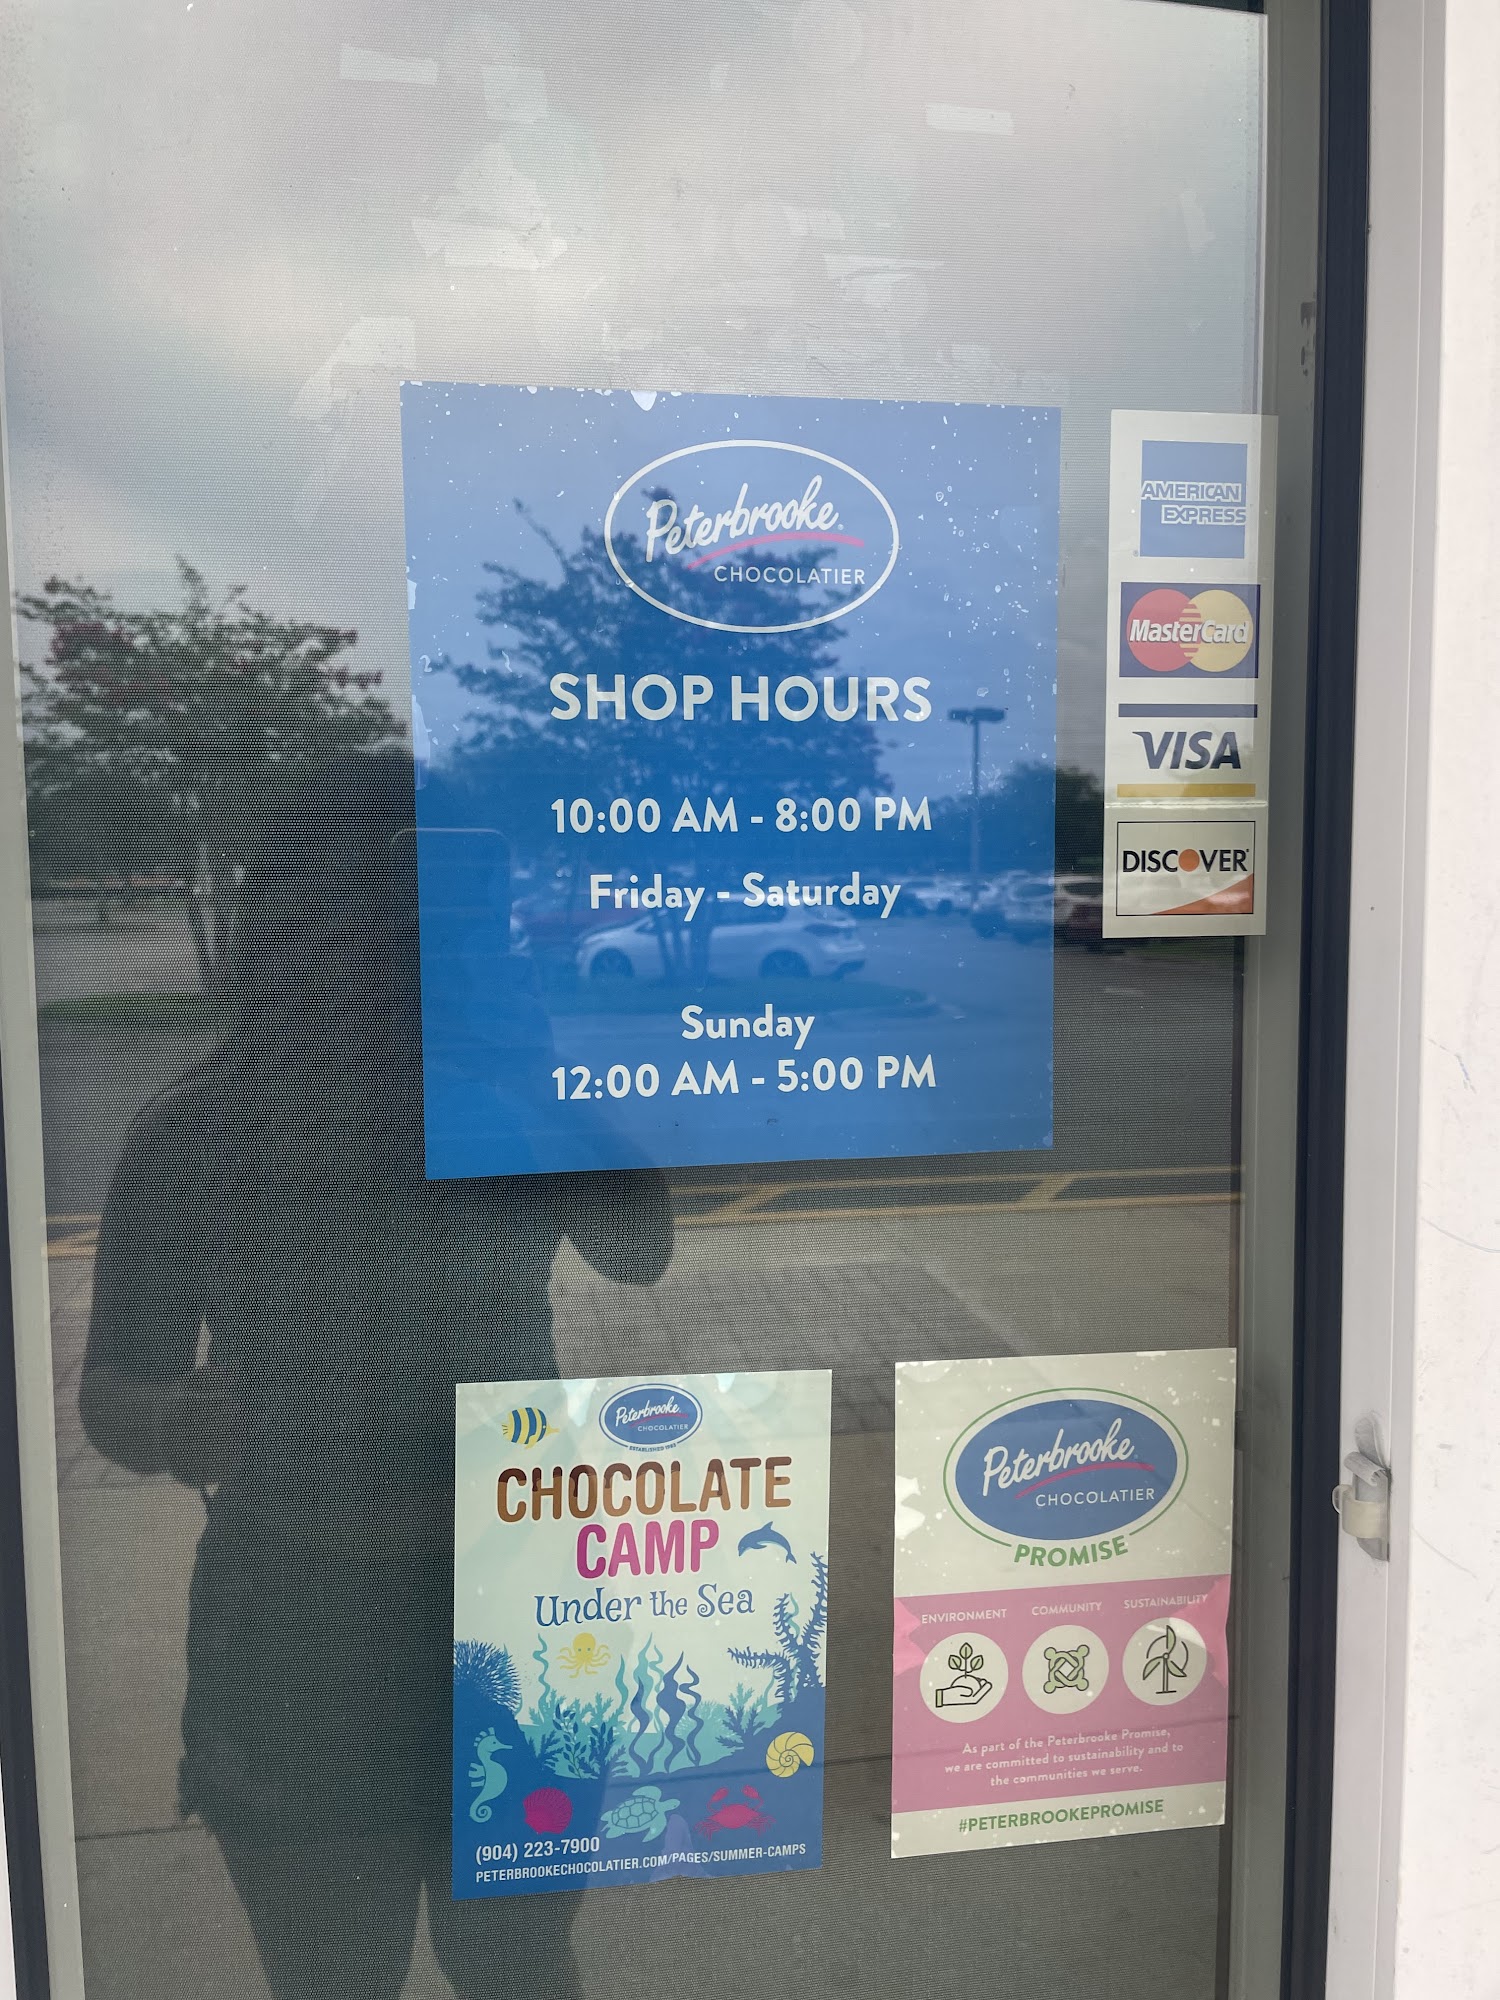 Peterbrooke
CHOCOLATIER
SHOP HOURS
10:00 AM - 8:00 PM
Friday - Saturday
Sunday
12:00 AM - 5:00 PM
AMERICAN
EXPRESS
MasterCard
VISA
DISCOVER
Peterbrooke
CHOCOLATIER
ESTABLISHED 1983
CHOCOLATE
CAMP
Under the Sea
(904) 223-7900
PETERBROOKECHOCOLATIER.COM/PAGES/SUMMER-CAMPS
Peterbrooke
CHOCOLATIER
PROMISE
ENVIRONMENT COMMUNITY SUSTAINABILITY
As part of the Peterbrooke Promise,
we are committed to sustainability and to
the communities we serve.
#PETERBROOKEPROMISE